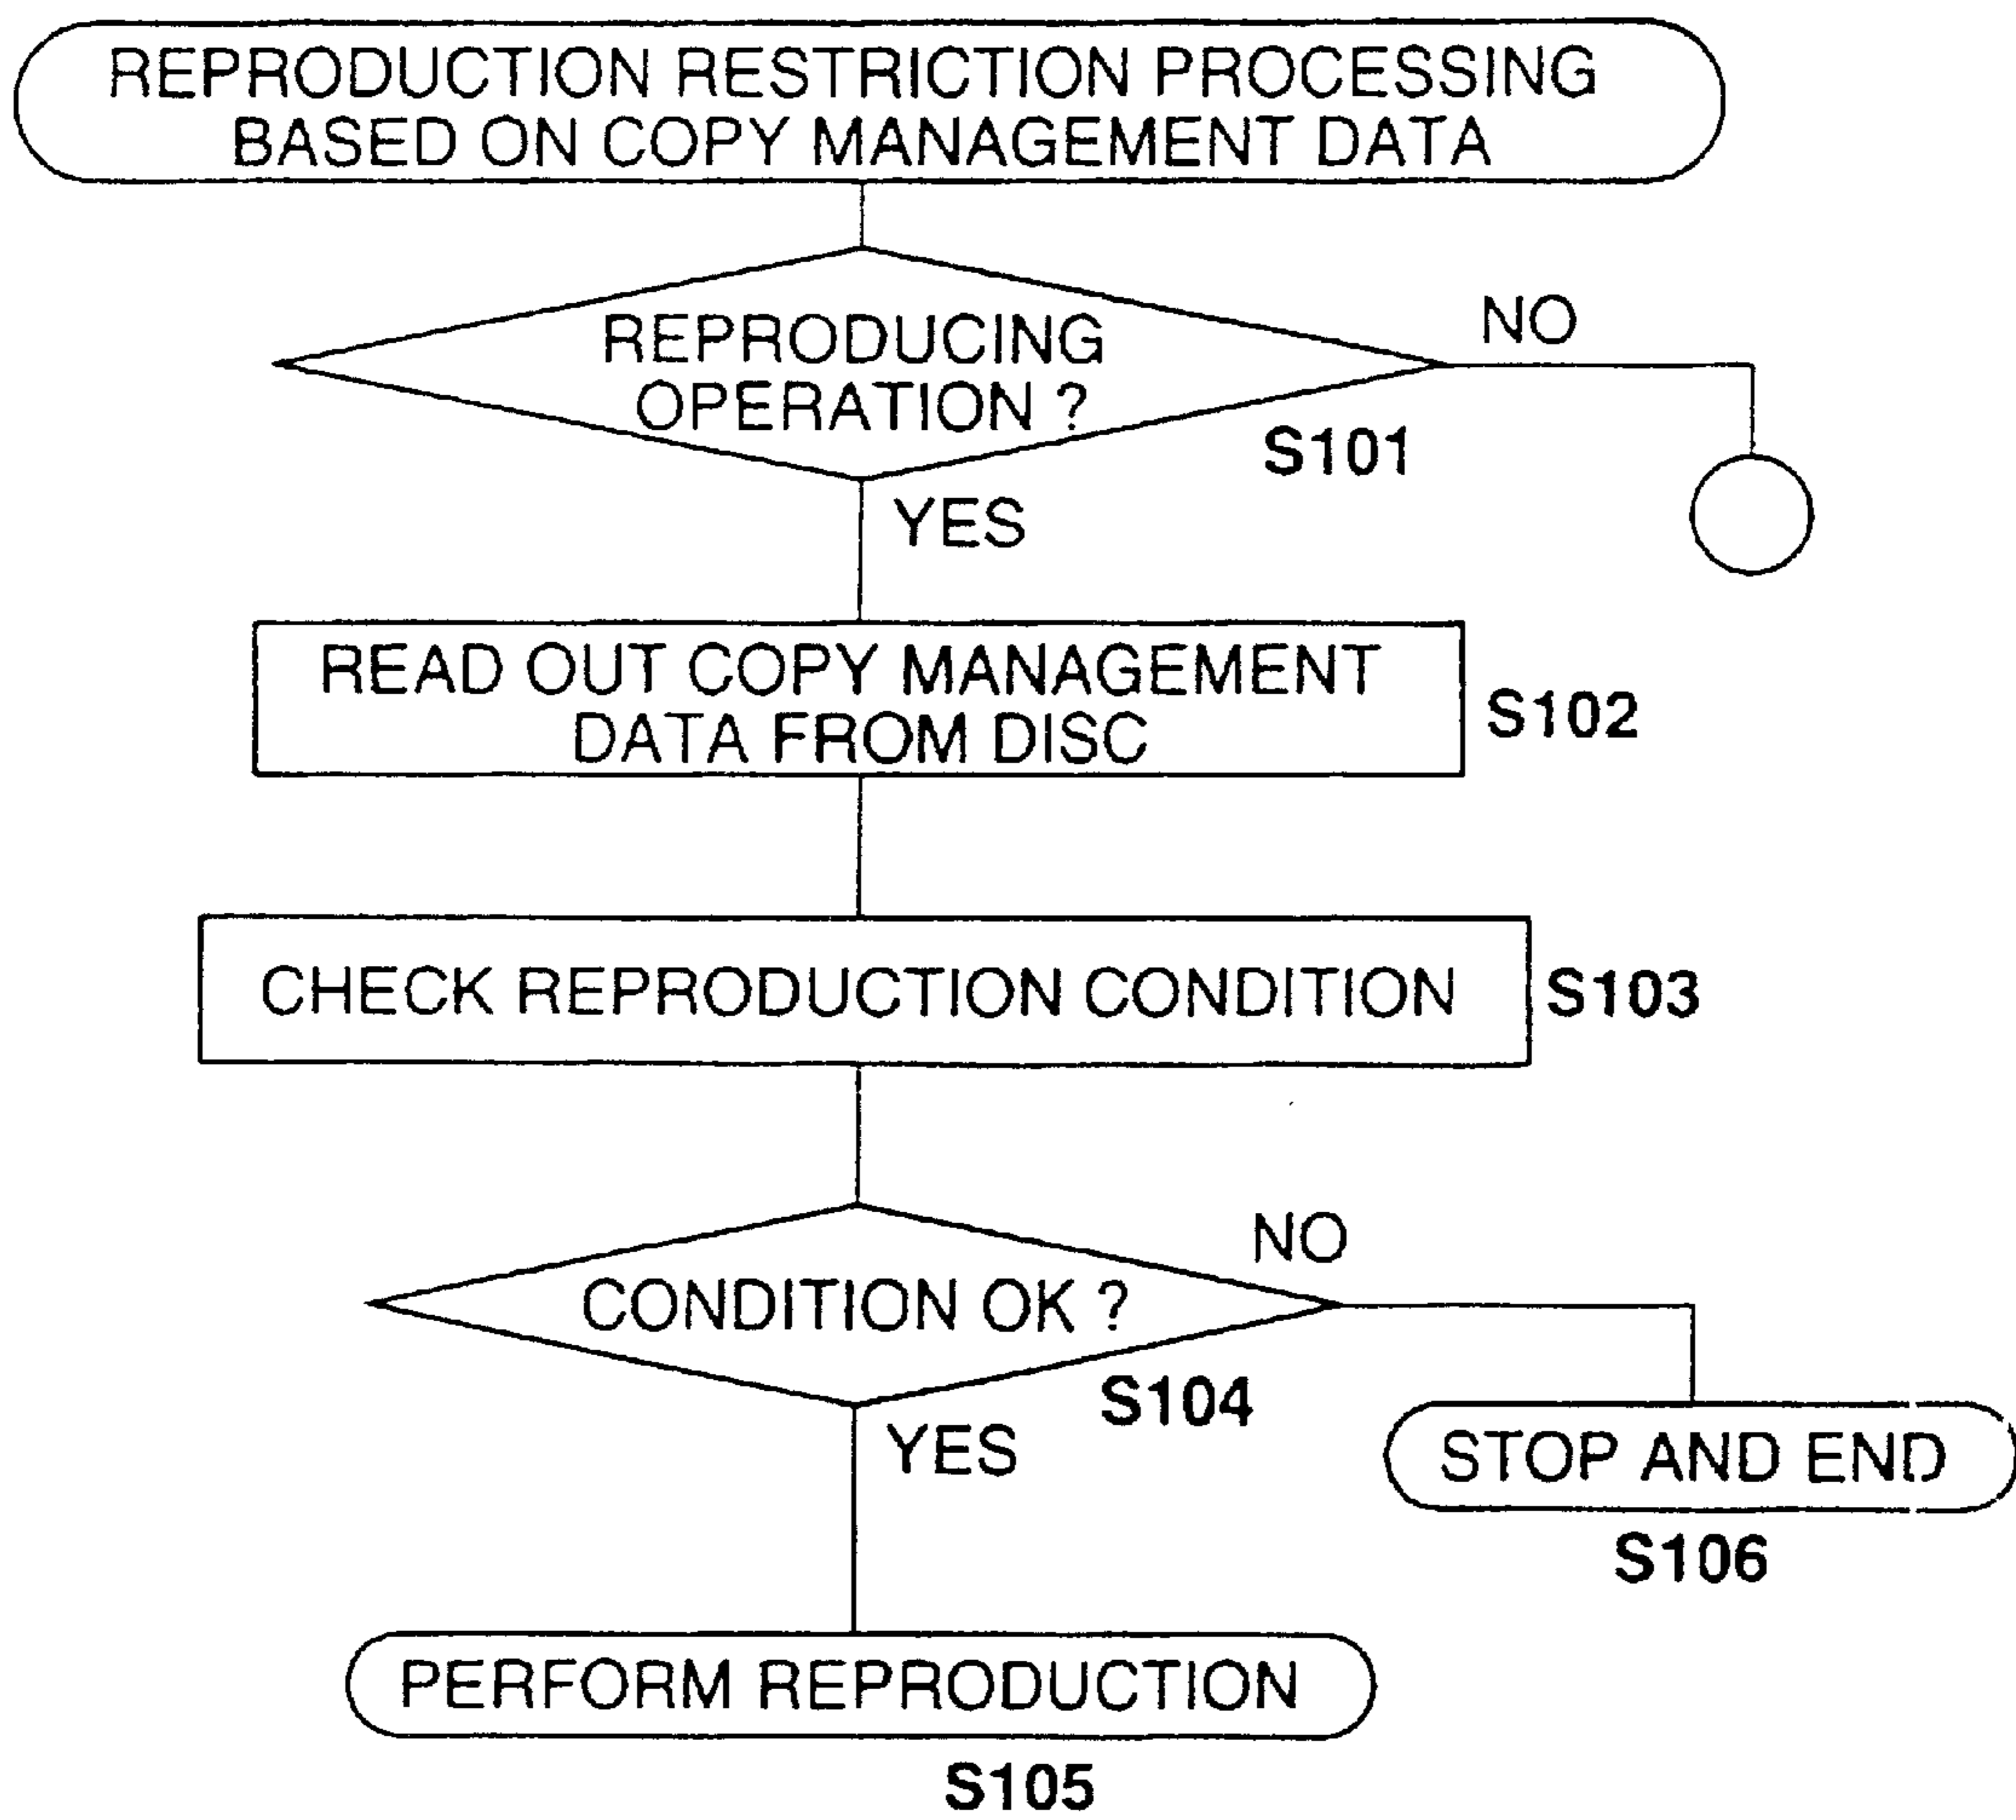 REPRODUCTION RESTRICTION PROCESSING
BASED ON COPY MANAGEMENT DATA
REPRODUCING
OPERATION ?
NO
S101
YES
READ OUT COPY MANAGEMENT
DATA FROM DISC
S102
CHECK REPRODUCTION CONDITION
S103
CONDITION OK ?
NO
S104
YES
STOP AND END
S106
PERFORM REPRODUCTION
S105